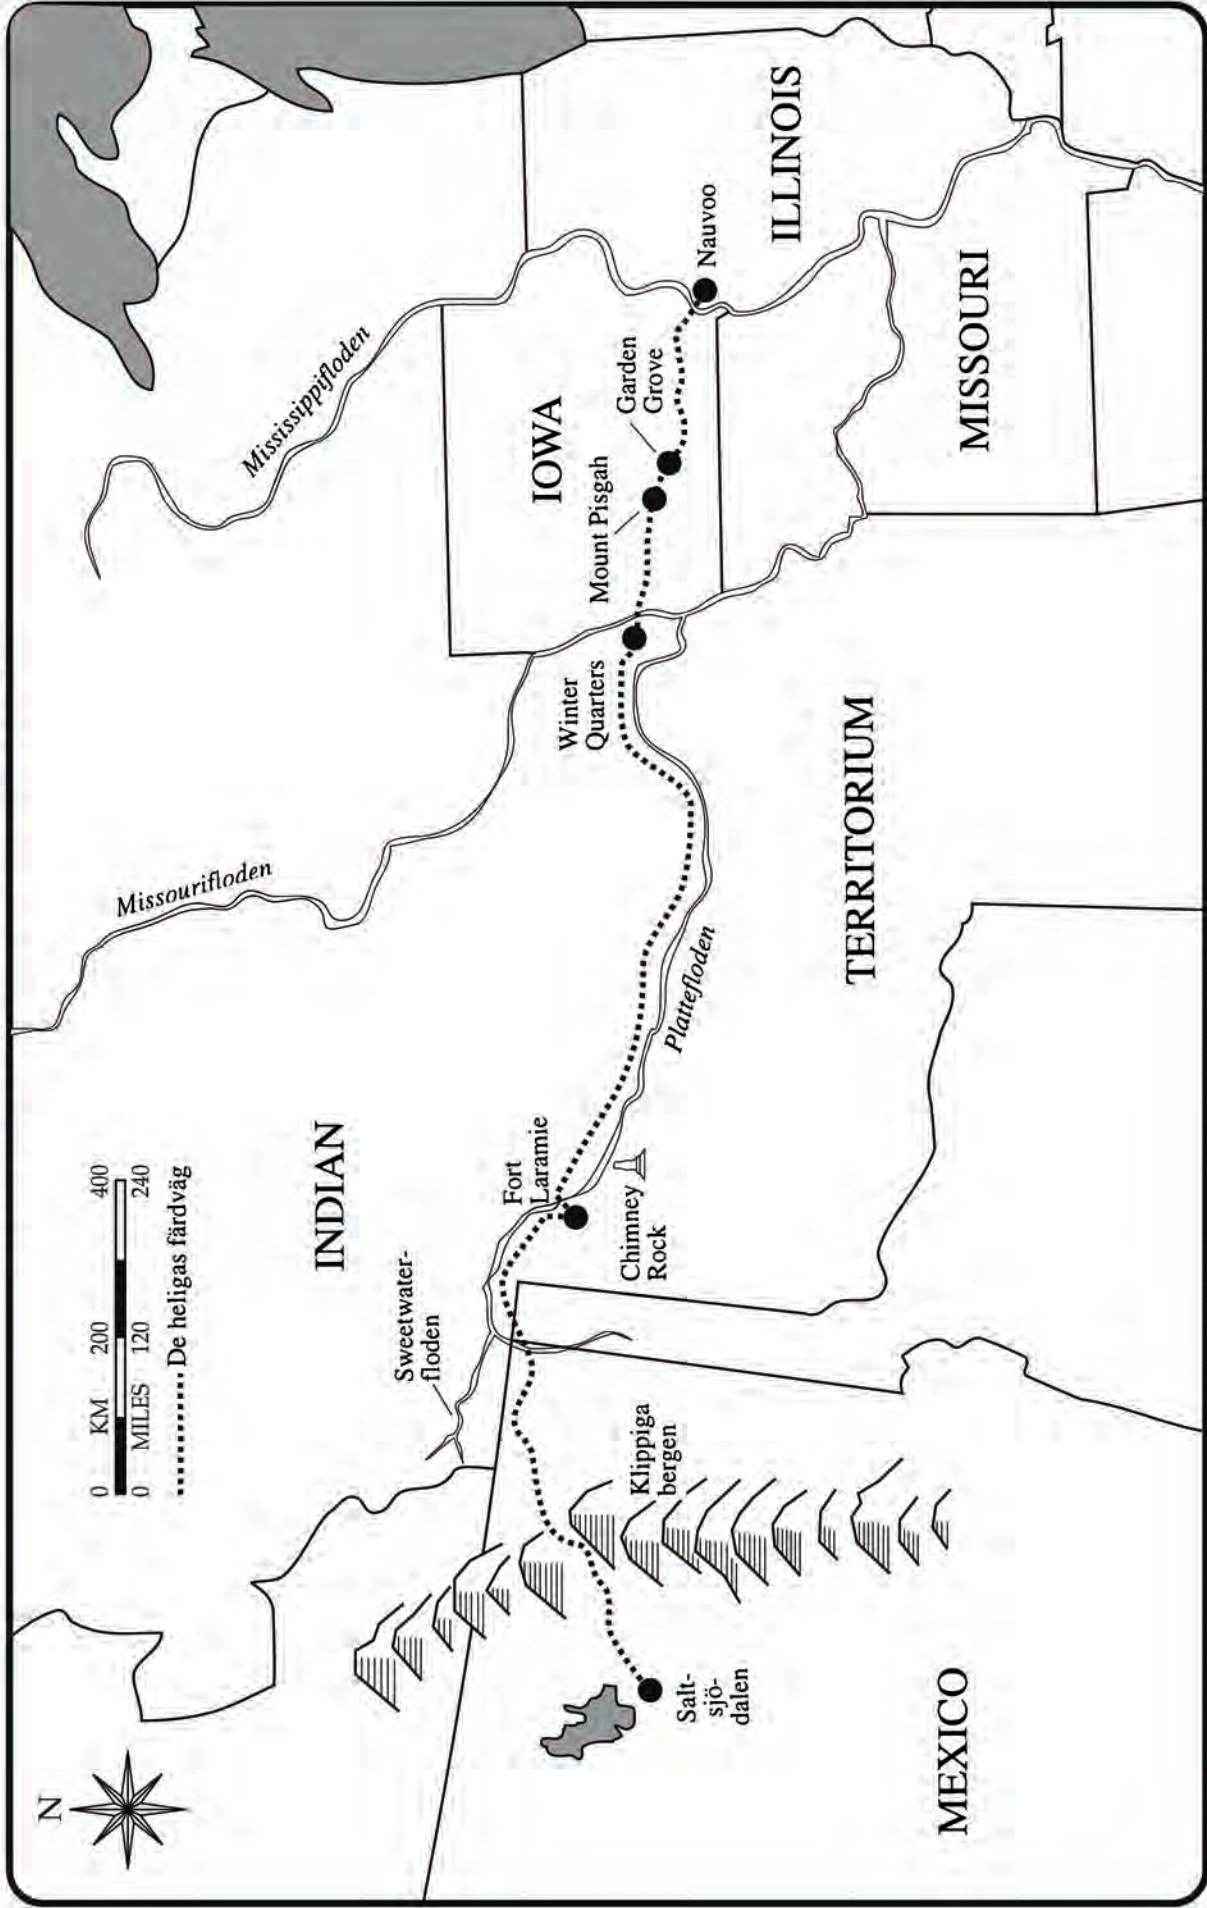 N
0 KM 200 400
0 MILES 120 240
De heligas färdväg
INDIAN
TERRITORIUM
MEXICO
IOWA
ILLINOIS
MISSOURI
Missourifloden
Mississippifloden
Plattefloden
Sweetwater-
floden
Fort
Laramie
Chimney
Rock
Klippiga
bergen
Salt-
sjö-
dalen
Winter
Quarters
Mount Pisgah
Garden
Grove
Nauvoo